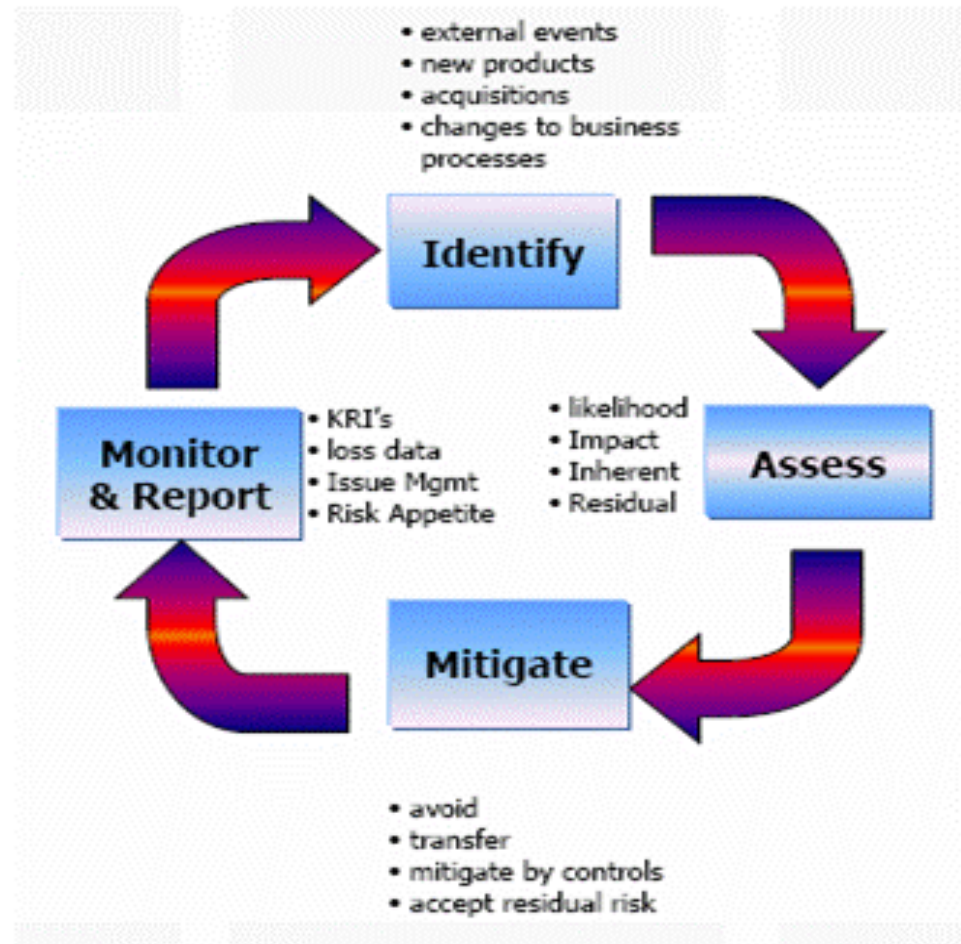 • external events
• new products
• acquisitions
• changes to business
processes
Identify
• likelihood
• Impact
• Inherent
• Residual
Assess
Mitigate
• avoid
• transfer
• mitigate by controls
• accept residual risk
Monitor
& Report
• KRI's
• loss data
• Issue Mgmt
• Risk Appetite